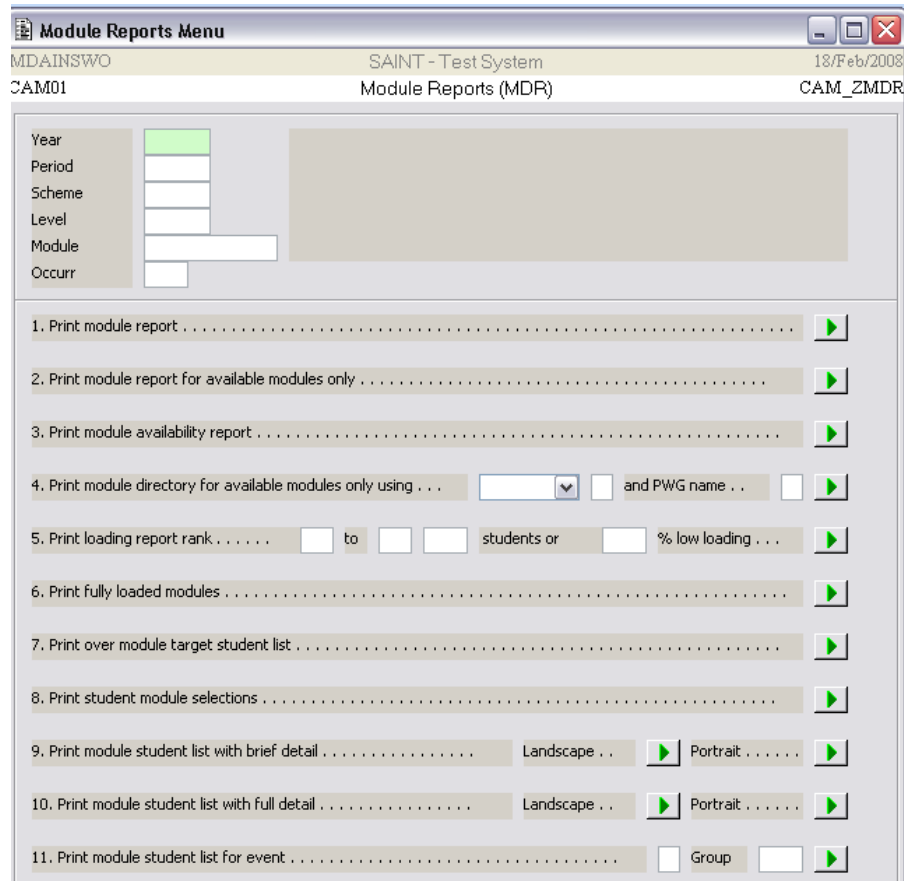 Module Reports Menu
MDAINSWO SAINT - Test System 18/Feb/2008
CAM01 Module Reports (MDR) CAM_ZMDR
Year
Period
Scheme
Level
Module
Occurr
1. Print module report . . . . . . . . . . . . . . . . . . . . . . . . . . . . . . . . . . . . . . . . . . . . . . . . . . . . . . . . . . . . . . .
2. Print module report for available modules only . . . . . . . . . . . . . . . . . . . . . . . . . . . . . . . . . . . . . . . . . .
3. Print module availability report . . . . . . . . . . . . . . . . . . . . . . . . . . . . . . . . . . . . . . . . . . . . . . . . . . . . . .
4. Print module directory for available modules only using . . . and PWG name . .
5. Print loading report rank . . . . . . to students or % low loading . . .
6. Print fully loaded modules . . . . . . . . . . . . . . . . . . . . . . . . . . . . . . . . . . . . . . . . . . . . . . . . . . . . . . . . . .
7. Print over module target student list . . . . . . . . . . . . . . . . . . . . . . . . . . . . . . . . . . . . . . . . . . . . . . . . . .
8. Print student module selections . . . . . . . . . . . . . . . . . . . . . . . . . . . . . . . . . . . . . . . . . . . . . . . . . . . . .
9. Print module student list with brief detail . . . . . . . . . . . . . . . . Landscape . . Portrait . . . . . .
10. Print module student list with full detail . . . . . . . . . . . . . . . . Landscape . . Portrait . . . . . .
11. Print module student list for event . . . . . . . . . . . . . . . . . . . . . . . . . . . . . . . . . . Group